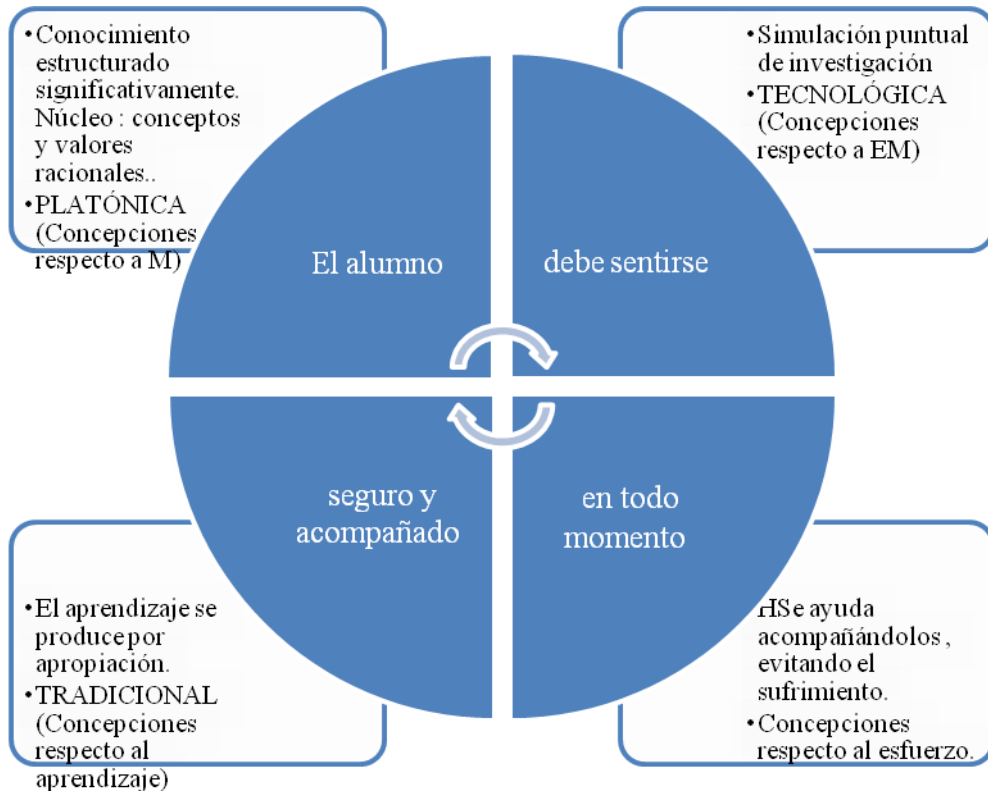 •Conocimiento
estructurado
significativamente.
Núcleo : conceptos
y valores
racionales..
•PLATÓNICA
(Concepciones
respecto a M)
•Simulación puntual
de investigación
•TECNOLÓGICA
(Concepciones
respecto a EM)
El alumno
debe sentirse
seguro y
acompañado
en todo
momento
•El aprendizaje se
produce por
apropiación.
•TRADICIONAL
(Concepciones
respecto al
aprendizaje)
HSe ayuda
acompañándolos ,
evitando el
sufrimiento.
•Concepciones
respecto al esfuerzo.